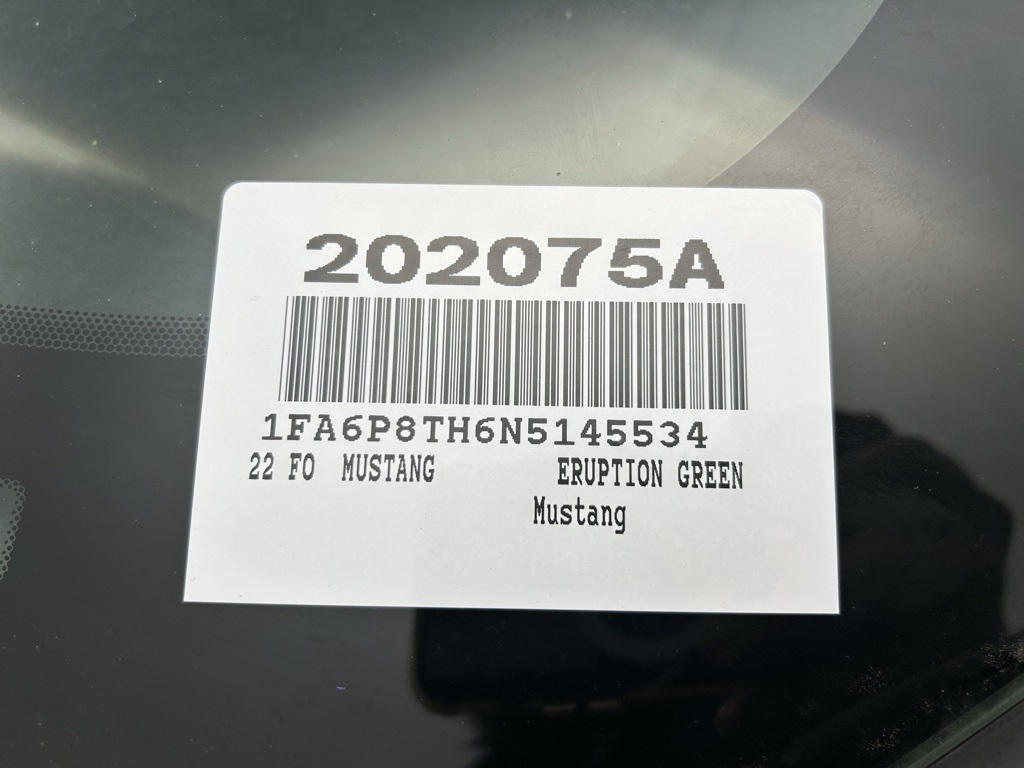 202075A
1FA6P8TH6N5145534
22 FO MUSTANG ERUPTION GREEN
Mustang